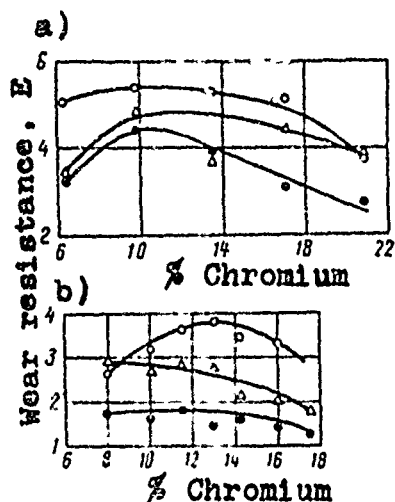 a)
Wear resistance, E
6
4
2
6 10 14 18 22
% Chromium
b)
4
3
2
1
6 8 10 12 14 16 18
% Chromium